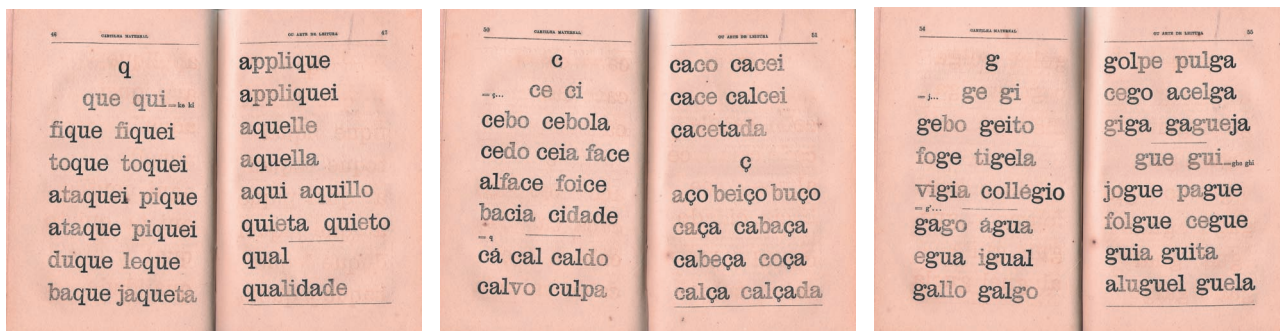 46 CARTILHA MATERNAL
q
que qui
fique fiquei
toque toquei
ataquei pique
ataque piquei
duque leque
baque jaqueta
OU ARTE DE LEITURA 47
applique
appliquei
aquelle
aquella
aqui aquillo
quieta quieto
qual
qualidade
50 CARTILHA MATERNAL
c
ce ci
cebo cebola
cedo ceia face
alface foice
bacia cidade
cá cal caldo
calvo culpa
OU ARTE DE LEITURA 51
caco cacei
cace calcei
cacetada
ç
aço beiço buço
caça cabaça
cabeça coça
calça calçada
54 CARTILHA MATERNAL
g
= j... ge gi
gebo geito
foge tigela
vigia collégio
gago água
egua igual
gallo galgo
OU ARTE DE LEITURA 55
golpe pulga
cego acelga
giga gagueja
gue gui
jogue pague
folgue cegue
guia guita
aluguel guela